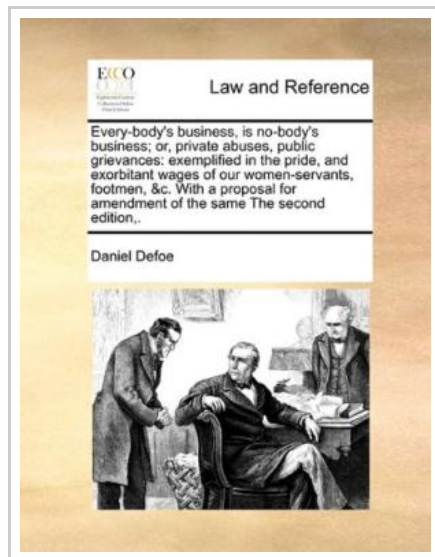 ECCO
Law and Reference
Every-body's business, is no-body's
business; or, private abuses, public
grievances: exemplified in the pride, and
exorbitant wages of our women-servants,
footmen, &c. With a proposal for
amendment of the same The second
edition,.
Daniel Defoe